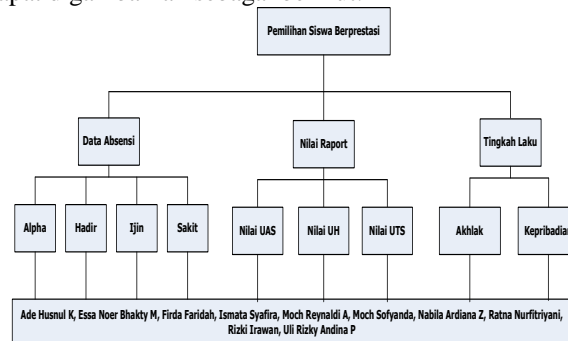 Pemilihan Siswa Berprestasi
Data Absensi
Nilai Raport
Tingkah Laku
Alpha
Hadir
Ijin
Sakit
Nilai UAS
Nilai UH
Nilai UTS
Akhlak
Kepribadian
Ade Husnul K, Essa Noer Bhakty M, Firda Faridah, Ismata Syafira, Moch Reynaldi A, Moch Sofyanda, Nabila Ardiana Z, Ratna Nurfitriyani,
Rizki Irawan, Uli Rizky Andina P